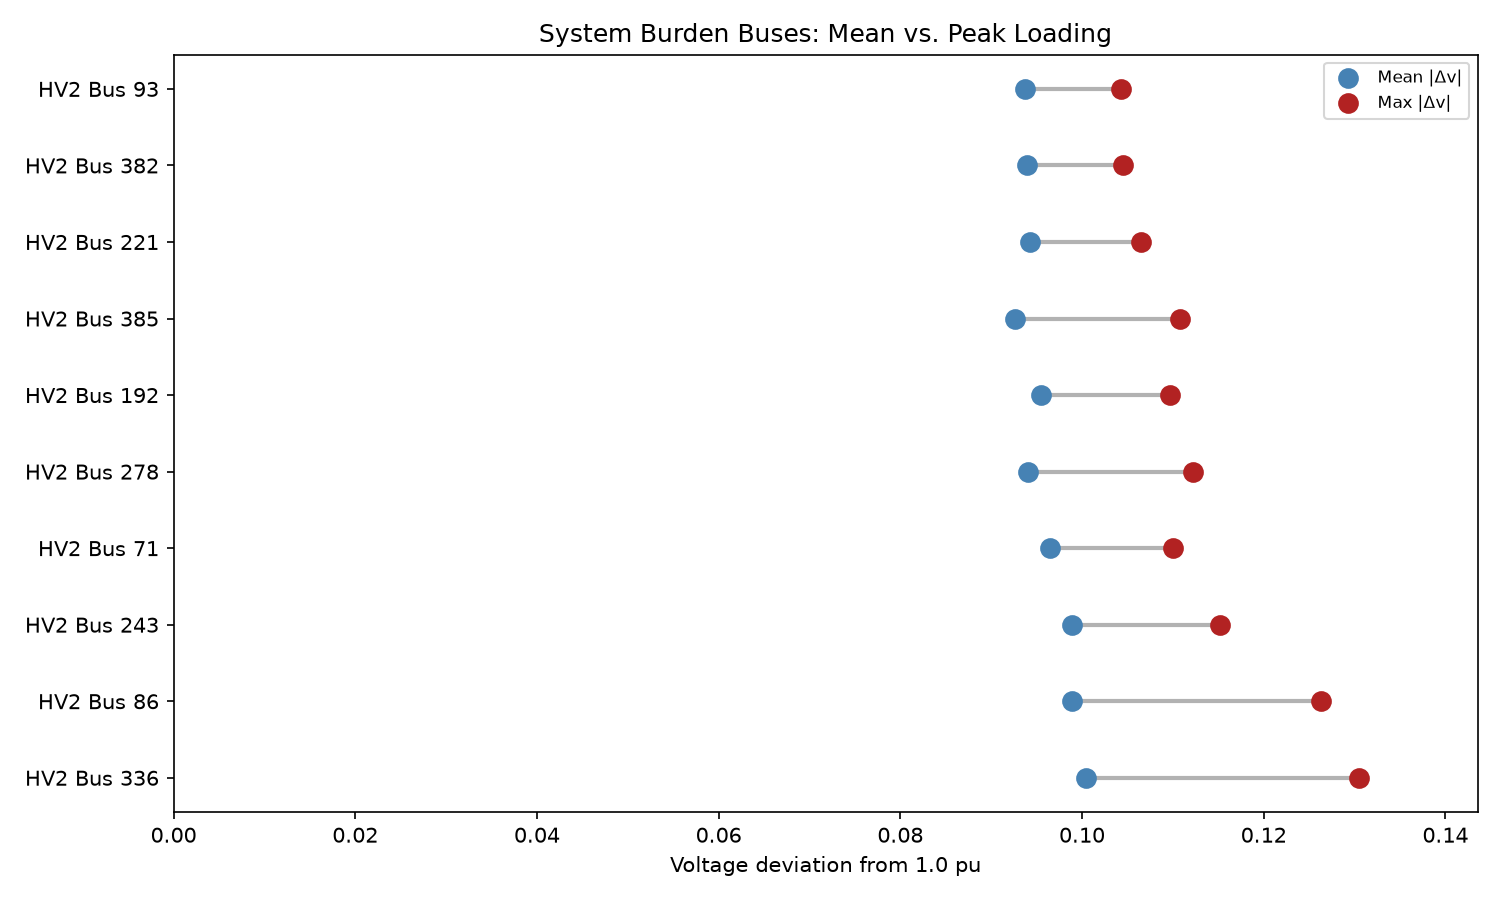 System Burden Buses: Mean vs. Peak Loading
Mean |Δv|
Max |Δv|
HV2 Bus 93
HV2 Bus 382
HV2 Bus 221
HV2 Bus 385
HV2 Bus 192
HV2 Bus 278
HV2 Bus 71
HV2 Bus 243
HV2 Bus 86
HV2 Bus 336
0.00 0.02 0.04 0.06 0.08 0.10 0.12 0.14
Voltage deviation from 1.0 pu